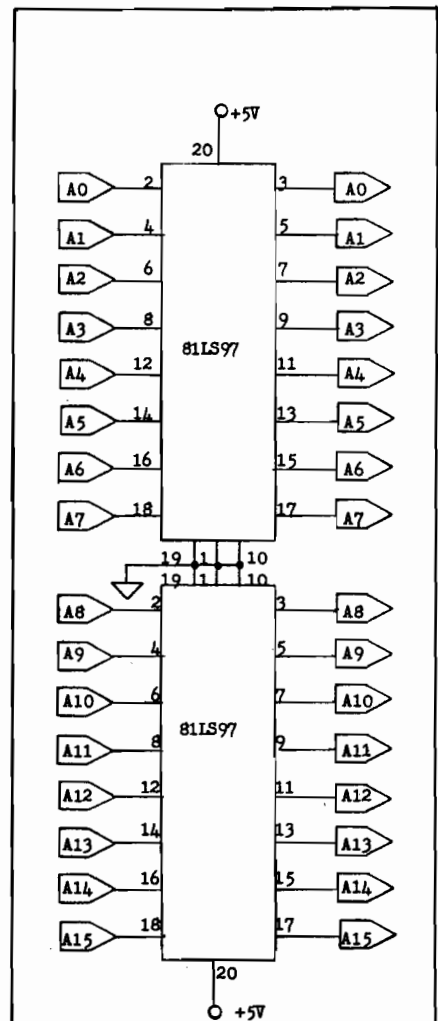 +5V
20
A0 2 3 A0
A1 4 5 A1
A2 6 7 A2
A3 8 9 A3
81LS97
A4 12 11 A4
A5 14 13 A5
A6 16 15 A6
A7 18 17 A7
19 1 10
19 1 10
A8 2 3 A8
A9 4 5 A9
A10 6 7 A10
81LS97
A11 8 9 A11
A12 12 11 A12
A13 14 13 A13
A14 16 15 A14
A15 18 17 A15
20
+5V